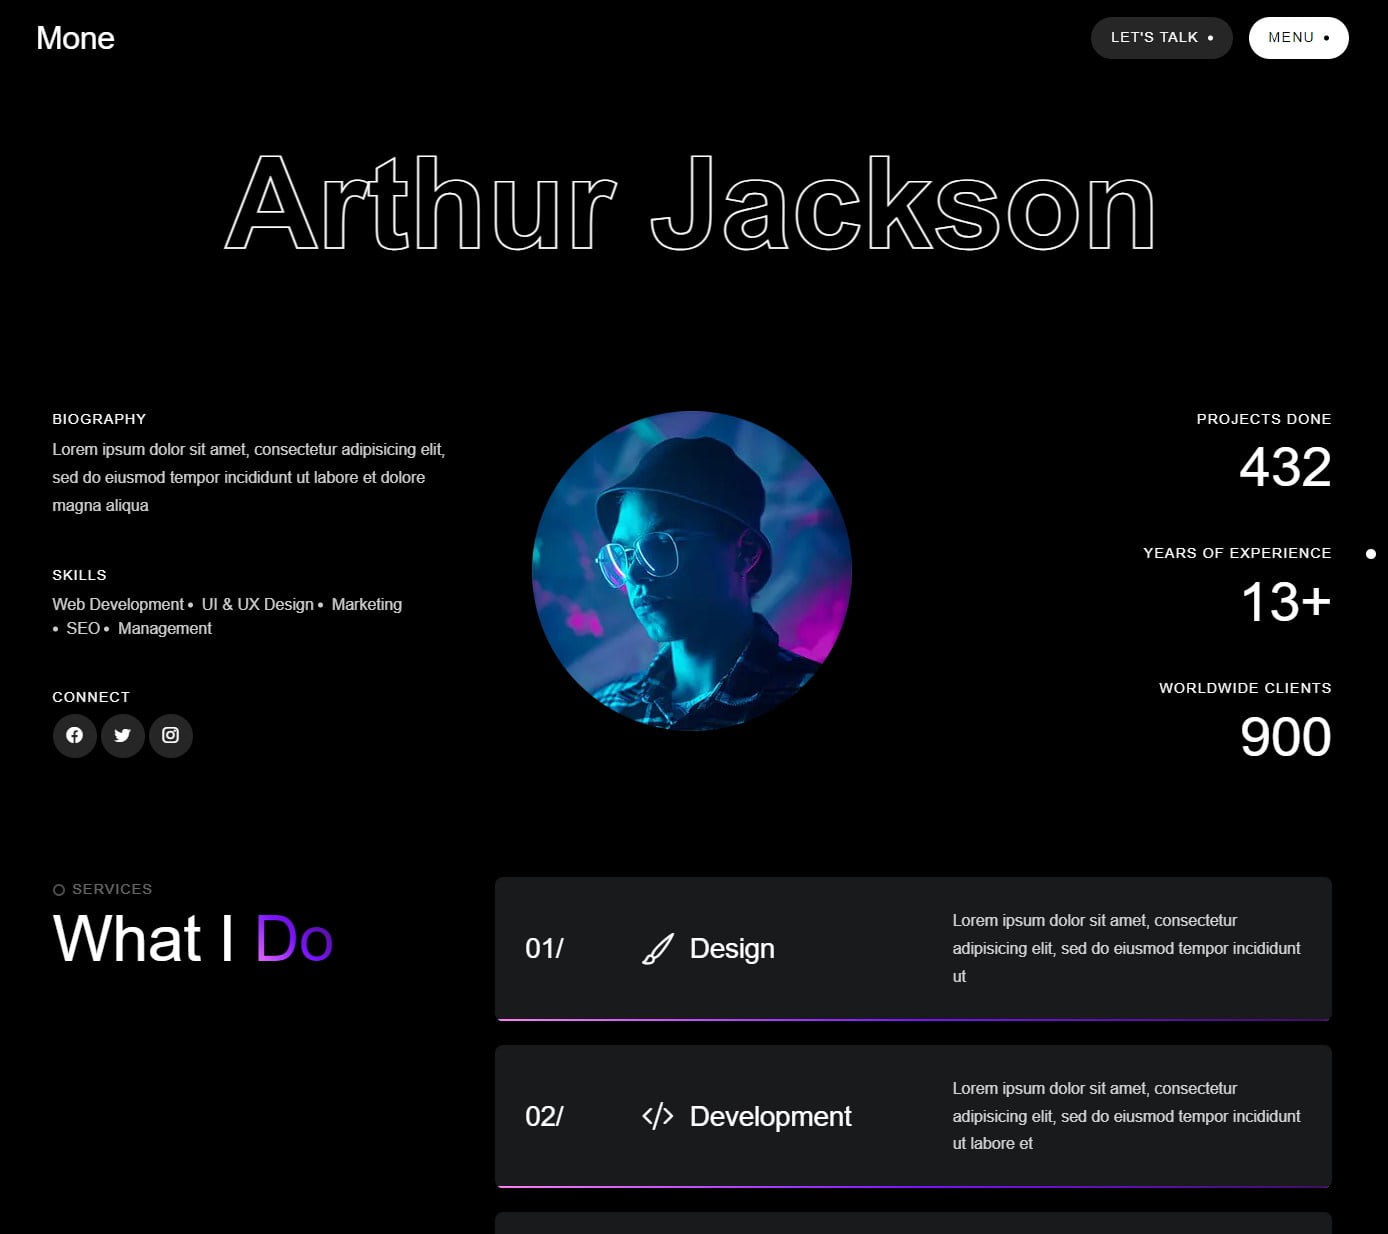 Mone
LET'S TALK •
MENU •
Arthur Jackson
BIOGRAPHY
Lorem ipsum dolor sit amet, consectetur adipisicing elit,
sed do eiusmod tempor incididunt ut labore et dolore
magna aliqua
SKILLS
Web Development • UI & UX Design • Marketing
• SEO • Management
CONNECT
PROJECTS DONE
432
YEARS OF EXPERIENCE
13+
WORLDWIDE CLIENTS
900
SERVICES
What I Do
01/
Design
Lorem ipsum dolor sit amet, consectetur
adipisicing elit, sed do eiusmod tempor incididunt
ut
02/
Development
Lorem ipsum dolor sit amet, consectetur
adipisicing elit, sed do eiusmod tempor incididunt
ut labore et